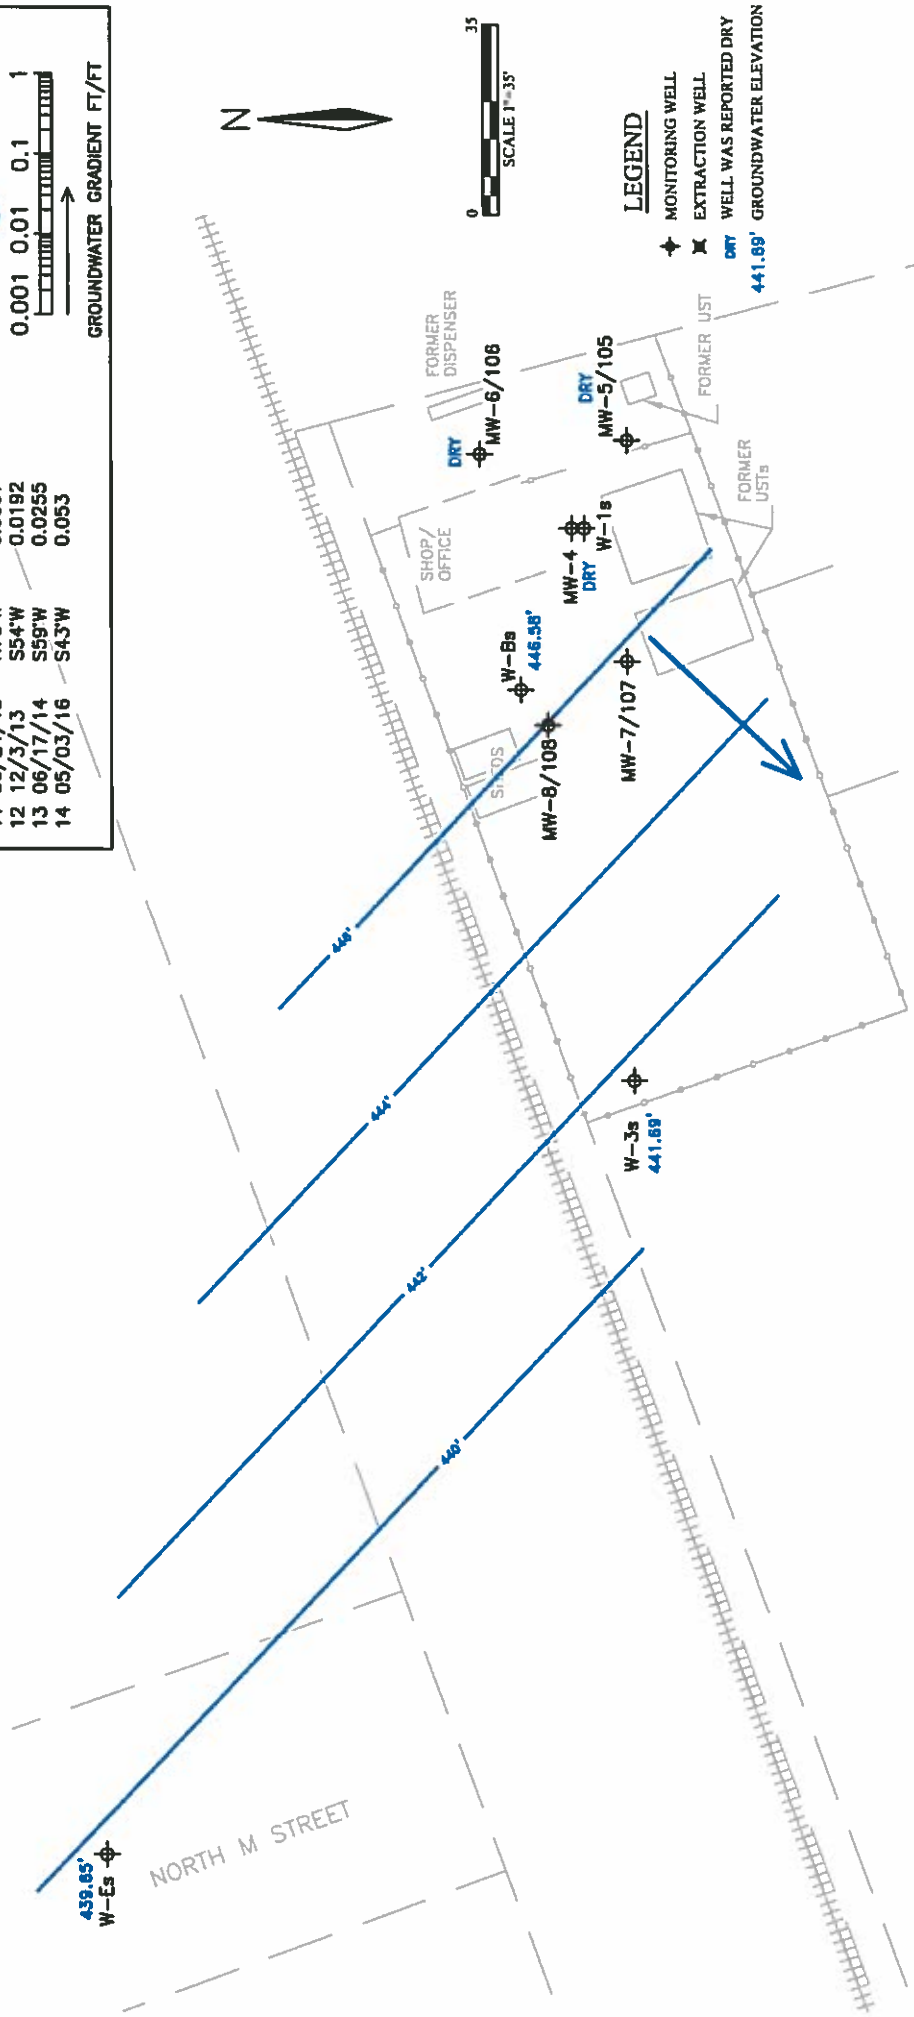 12 12/3/13 S54°W 0.0192
13 06/17/14 S59°W 0.0255
14 05/03/16 S43°W 0.053
0.001 0.01 0.1 1
GROUNDWATER GRADIENT FT/FT
N
0 35
SCALE 1"=35'
LEGEND
MONITORING WELL
EXTRACTION WELL
DRY WELL WAS REPORTED DRY
441.69' GROUNDWATER ELEVATION
FORMER
DISPENSER
DRY
MW-6/106
DRY
MW-5/105
FORMER UST
SHOP/
OFFICE
MW-4
DRY
W-1s
FORMER
USTs
W-Bs
446.58'
MW-8/108
MW-7/107
446'
444'
442'
440'
W-3s
441.69'
439.65'
W-Es
NORTH M STREET